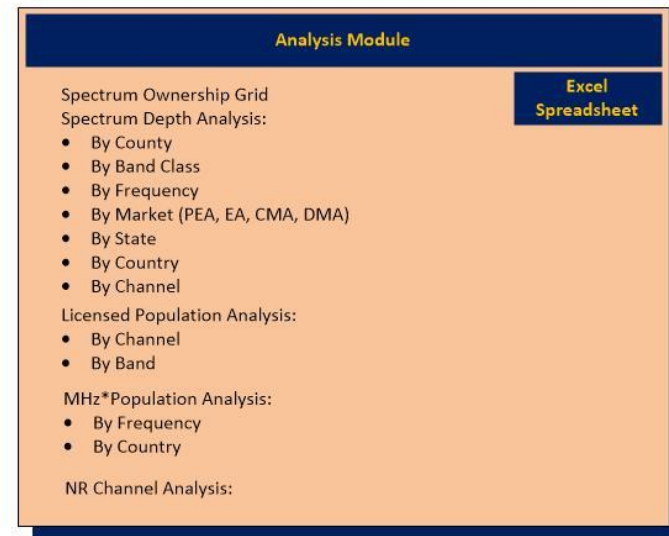 Analysis Module
Excel
Spreadsheet
Spectrum Ownership Grid
Spectrum Depth Analysis:
• By County
• By Band Class
• By Frequency
• By Market (PEA, EA, CMA, DMA)
• By State
• By Country
• By Channel
Licensed Population Analysis:
• By Channel
• By Band
MHz*Population Analysis:
• By Frequency
• By Country
NR Channel Analysis: